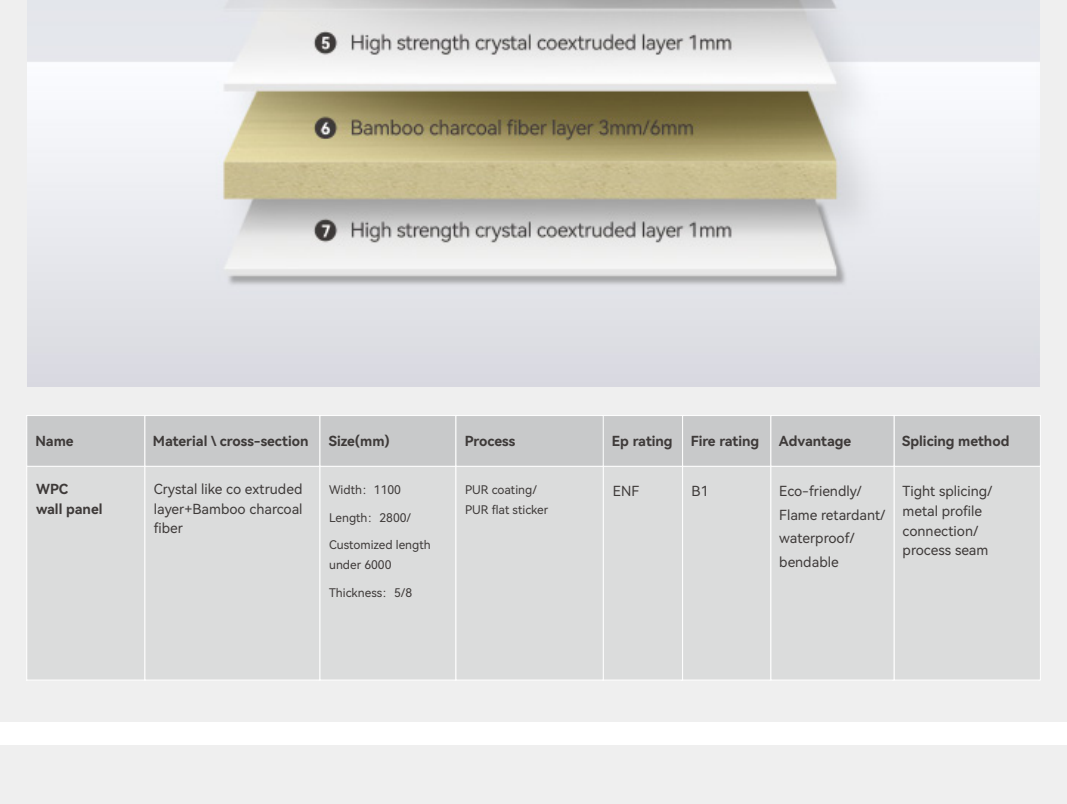 5 High strength crystal coextruded layer 1mm
6 Bamboo charcoal fiber layer 3mm/6mm
7 High strength crystal coextruded layer 1mm
Name
Material \ cross-section
Size(mm)
Process
Ep rating
Fire rating
Advantage
Splicing method
WPC
wall panel
Crystal like co extruded
layer+Bamboo charcoal
fiber
Width: 1100
Length: 2800/
Customized length
under 6000
Thickness: 5/8
PUR coating/
PUR flat sticker
ENF
B1
Eco-friendly/
Flame retardant/
waterproof/
bendable
Tight splicing/
metal profile
connection/
process seam